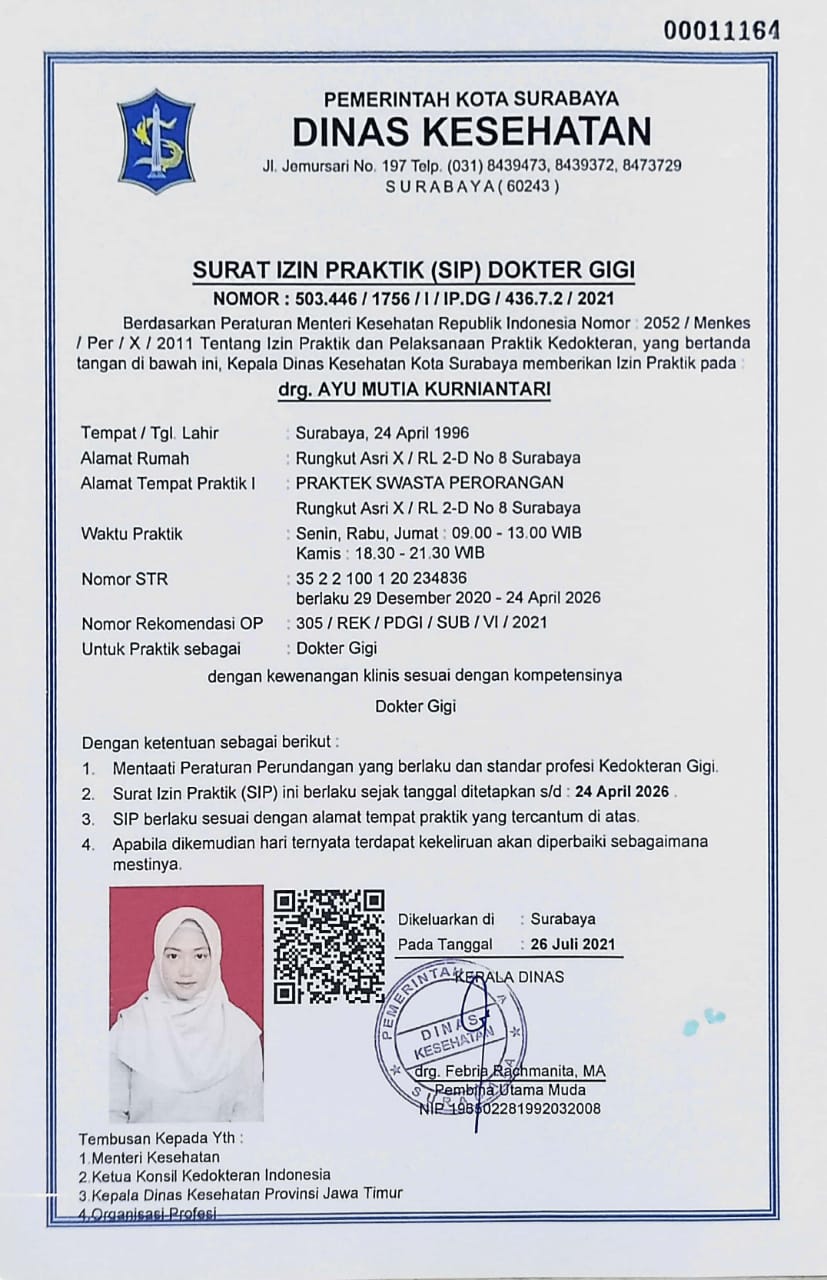 00011164
PEMERINTAH KOTA SURABAYA
DINAS KESEHATAN
Jl. Jemursari No. 197 Telp. (031) 8439473, 8439372, 8473729
SURABAYA ( 60243 )
SURAT IZIN PRAKTIK (SIP) DOKTER GIGI
NOMOR : 503.446 / 1756 / I / IP.DG / 436.7.2 / 2021
Berdasarkan Peraturan Menteri Kesehatan Republik Indonesia Nomor : 2052 / Menkes
/ Per / X / 2011 Tentang Izin Praktik dan Pelaksanaan Praktik Kedokteran, yang bertanda
tangan di bawah ini, Kepala Dinas Kesehatan Kota Surabaya memberikan Izin Praktik pada :
drg. AYU MUTIA KURNIANTARI
Tempat / Tgl. Lahir : Surabaya, 24 April 1996
Alamat Rumah : Rungkut Asri X / RL 2-D No 8 Surabaya
Alamat Tempat Praktik I : PRAKTEK SWASTA PERORANGAN
Rungkut Asri X / RL 2-D No 8 Surabaya
Waktu Praktik : Senin, Rabu, Jumat : 09.00 - 13.00 WIB
Kamis : 18.30 - 21.30 WIB
Nomor STR : 35 2 2 100 1 20 234836
berlaku 29 Desember 2020 - 24 April 2026
Nomor Rekomendasi OP : 305 / REK / PDGI / SUB / VI / 2021
Untuk Praktik sebagai : Dokter Gigi
dengan kewenangan klinis sesuai dengan kompetensinya
Dokter Gigi
Dengan ketentuan sebagai berikut :
1. Mentaati Peraturan Perundangan yang berlaku dan standar profesi Kedokteran Gigi.
2. Surat Izin Praktik (SIP) ini berlaku sejak tanggal ditetapkan s/d : 24 April 2026 .
3. SIP berlaku sesuai dengan alamat tempat praktik yang tercantum di atas.
4. Apabila dikemudian hari ternyata terdapat kekeliruan akan diperbaiki sebagaimana
mestinya.
Dikeluarkan di : Surabaya
Pada Tanggal : 26 Juli 2021
KEPALA DINAS
PEMERINTAH
DINAS
KESEHATAN
SURABAYA
drg. Febria Rachmanita, MA
Pembina Utama Muda
NIP 196502281992032008
Tembusan Kepada Yth :
1.Menteri Kesehatan
2.Ketua Konsil Kedokteran Indonesia
3.Kepala Dinas Kesehatan Provinsi Jawa Timur
4.Organisasi Profesi